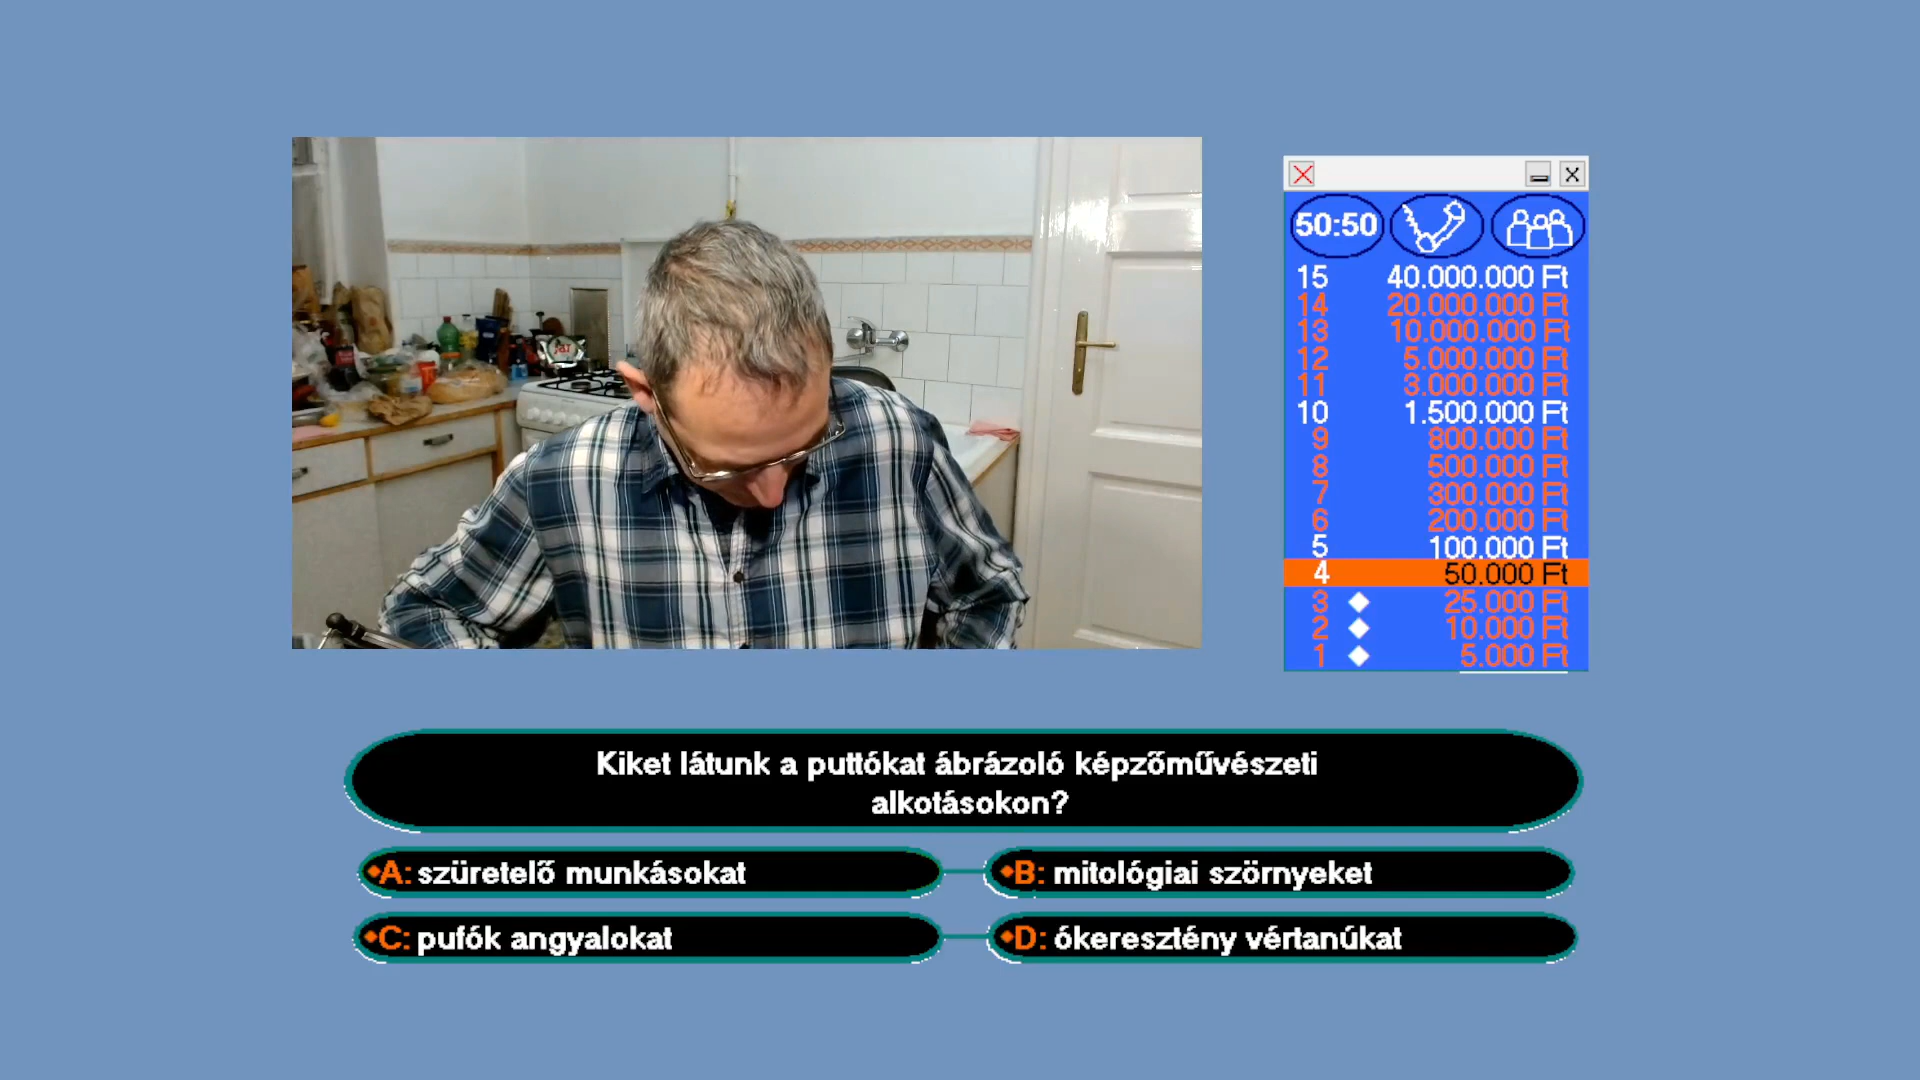 50:50
15 40.000.000 Ft
14 20.000.000 Ft
13 10.000.000 Ft
12 5.000.000 Ft
11 3.000.000 Ft
10 1.500.000 Ft
9 800.000 Ft
8 500.000 Ft
7 300.000 Ft
6 200.000 Ft
5 100.000 Ft
4 50.000 Ft
3 25.000 Ft
2 10.000 Ft
1 5.000 Ft
Kiket látunk a puttókat ábrázoló képzőművészeti
alkotásokon?
A: szüretelő munkásokat
B: mitológiai szörnyeket
C: pufók angyalokat
D: ókeresztény vértanúkat